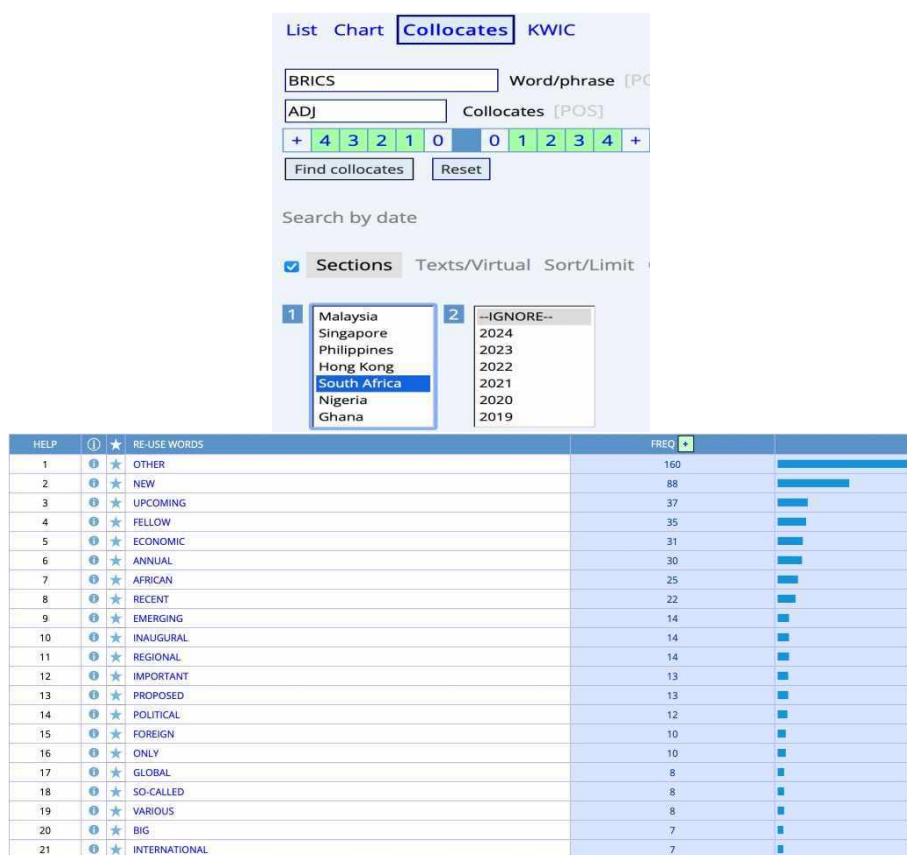 List Chart Collocates KWIC
BRICS Word/phrase
ADJ Collocates [POS]
+ 4 3 2 1 0 0 1 2 3 4 +
Find collocates Reset
Search by date
Sections Texts/Virtual Sort/Limit
1 2
Malaysia --IGNORE--
Singapore 2024
Philippines 2023
Hong Kong 2022
South Africa 2021
Nigeria 2020
Ghana 2019
HELP RE-USE WORDS FREQ +
1 OTHER 160
2 NEW 88
3 UPCOMING 37
4 FELLOW 35
5 ECONOMIC 31
6 ANNUAL 30
7 AFRICAN 25
8 RECENT 22
9 EMERGING 14
10 INAUGURAL 14
11 REGIONAL 14
12 IMPORTANT 13
13 PROPOSED 13
14 POLITICAL 12
15 FOREIGN 10
16 ONLY 10
17 GLOBAL 8
18 SO-CALLED 8
19 VARIOUS 8
20 BIG 7
21 INTERNATIONAL 7